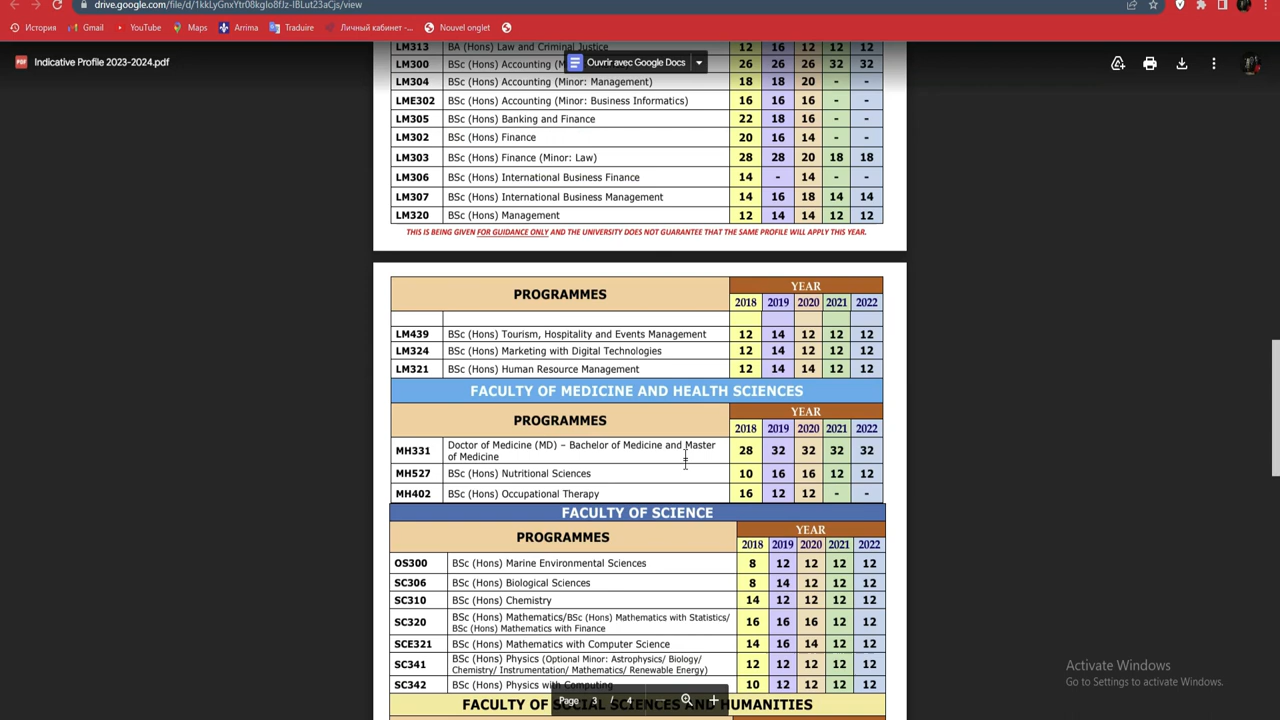 drive.google.com/file/d/1kkLyGnxYtr08kglo8fJz-IBLut23aCjs/view
История Gmail YouTube Maps Arrima Traduire Личный кабинет -... Nouvel onglet
Indicative Profile 2023-2024.pdf
Ouvrir avec Google Docs
LM313 BA (Hons) Law and Criminal Justice 12 16 12 12 12
LM300 BSc (Hons) Accounting 26 26 26 32 32
LM304 BSc (Hons) Accounting (Minor: Management) 18 18 20 - -
LME302 BSc (Hons) Accounting (Minor: Business Informatics) 16 16 16 - -
LM305 BSc (Hons) Banking and Finance 22 18 16 - -
LM302 BSc (Hons) Finance 20 16 14 - -
LM303 BSc (Hons) Finance (Minor: Law) 28 28 20 18 18
LM306 BSc (Hons) International Business Finance 14 - 14 - -
LM307 BSc (Hons) International Business Management 14 16 18 14 14
LM320 BSc (Hons) Management 12 14 14 12 12
THIS IS BEING GIVEN FOR GUIDANCE ONLY AND THE UNIVERSITY DOES NOT GUARANTEE THAT THE SAME PROFILE WILL APPLY THIS YEAR.
PROGRAMMES YEAR
2018 2019 2020 2021 2022
LM439 BSc (Hons) Tourism, Hospitality and Events Management 12 14 12 12 12
LM324 BSc (Hons) Marketing with Digital Technologies 12 14 12 12 12
LM321 BSc (Hons) Human Resource Management 12 14 14 12 12
FACULTY OF MEDICINE AND HEALTH SCIENCES
PROGRAMMES YEAR
2018 2019 2020 2021 2022
MH331 Doctor of Medicine (MD) – Bachelor of Medicine and Master of Medicine 28 32 32 32 32
MH527 BSc (Hons) Nutritional Sciences 10 16 16 12 12
MH402 BSc (Hons) Occupational Therapy 16 12 12 - -
FACULTY OF SCIENCE
PROGRAMMES YEAR
2018 2019 2020 2021 2022
OS300 BSc (Hons) Marine Environmental Sciences 8 12 12 12 12
SC306 BSc (Hons) Biological Sciences 8 14 12 12 12
SC310 BSc (Hons) Chemistry 14 12 12 12 12
SC320 BSc (Hons) Mathematics/BSc (Hons) Mathematics with Statistics/ BSc (Hons) Mathematics with Finance 16 16 16 12 12
SCE321 BSc (Hons) Mathematics with Computer Science 14 16 14 12 12
SC341 BSc (Hons) Physics (Optional Minor: Astrophysics/ Biology/ Chemistry/ Instrumentation/ Mathematics/ Renewable Energy) 12 12 12 12 12
SC342 BSc (Hons) Physics with Computing 10 12 12 12 12
Page 3 / 4
FACULTY OF SOCIAL SCIENCES AND HUMANITIES
Activate Windows
Go to Settings to activate Windows.